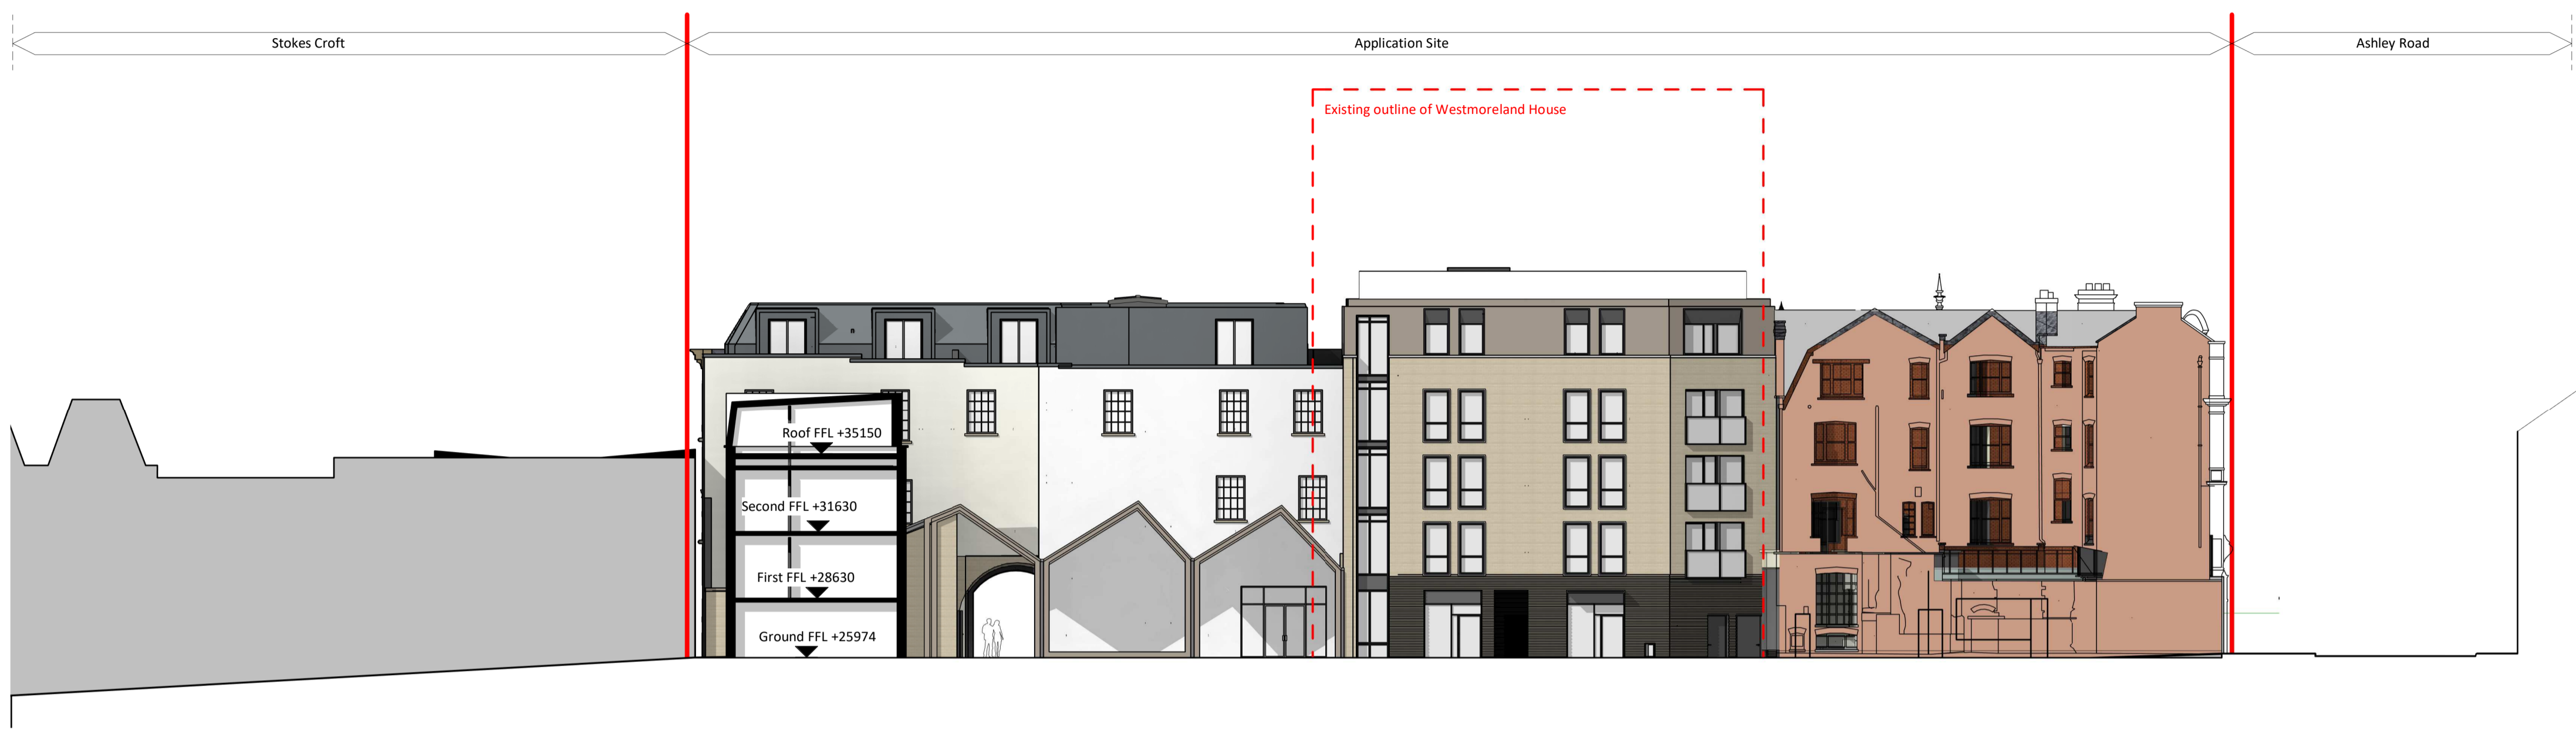 Stokes Croft
Application Site
Ashley Road
Existing outline of Westmoreland House
Roof FFL +35150
Second FFL +31630
First FFL +28630
Ground FFL +25974